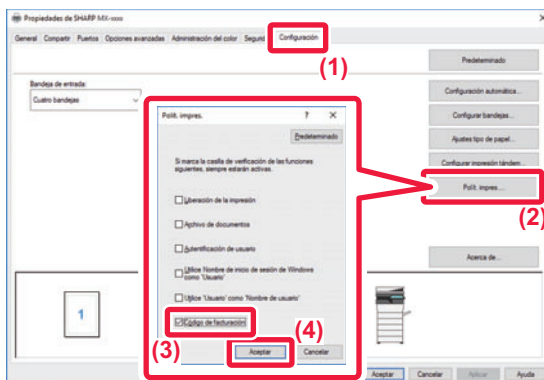 Propiedades de SHARP MX-xxxx
General Compartir Puertos Opciones avanzadas Administración del color Segurid Configuración
(1)
Predeterminado
Bandeja de entrada:
Cuatro bandejas
Configuración automática...
Configurar bandejas...
Ajustes tipo de papel...
Configurar impresión tándem...
Polít. impres....
(2)
Acerca de...
Polít. impres.
? X
Predeterminado
Si marca la casilla de verificación de las funciones
siguientes, siempre estarán activas.
Liberación de la impresión
Archivo de documentos
Autentificación de usuario
Utilice Nombre de inicio de sesión de Windows
como 'Usuario'
Utilice 'Usuario' como 'Nombre de usuario'
Código de facturación
(3)
(4)
Aceptar Cancelar
1
Aceptar Cancelar Aplicar Ayuda